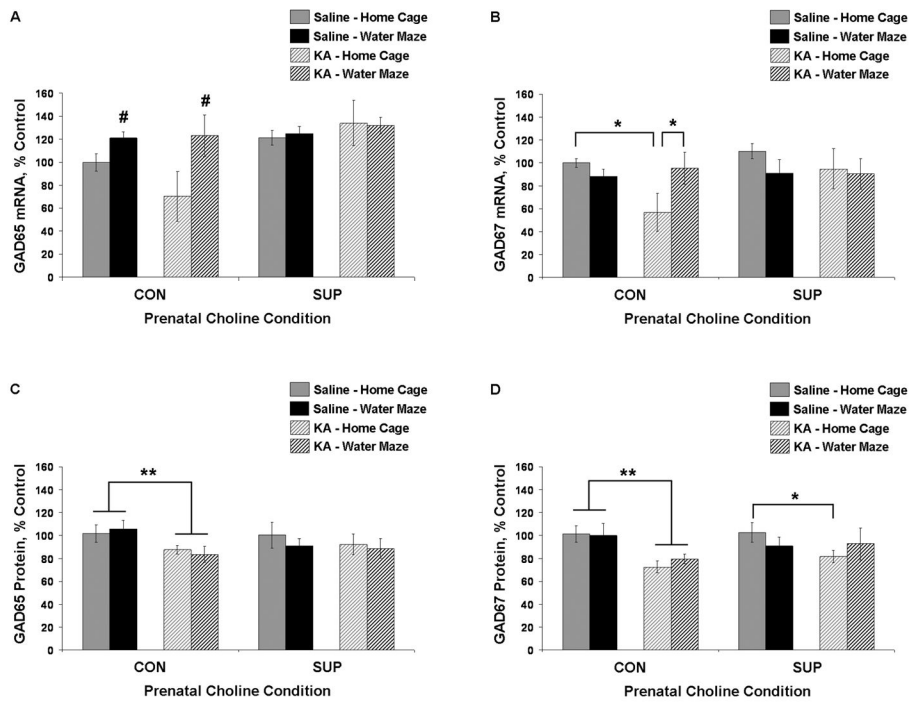 A
Saline - Home Cage
Saline - Water Maze
KA - Home Cage
KA - Water Maze
GAD65 mRNA, % Control
160
140
120
100
80
60
40
20
0
#
#
CON
SUP
Prenatal Choline Condition
B
Saline - Home Cage
Saline - Water Maze
KA - Home Cage
KA - Water Maze
GAD67 mRNA, % Control
160
140
120
100
80
60
40
20
0
*
*
CON
SUP
Prenatal Choline Condition
C
Saline - Home Cage
Saline - Water Maze
KA - Home Cage
KA - Water Maze
GAD65 Protein, % Control
160
140
120
100
80
60
40
20
0
**
CON
SUP
Prenatal Choline Condition
D
Saline - Home Cage
Saline - Water Maze
KA - Home Cage
KA - Water Maze
GAD67 Protein, % Control
160
140
120
100
80
60
40
20
0
**
*
CON
SUP
Prenatal Choline Condition